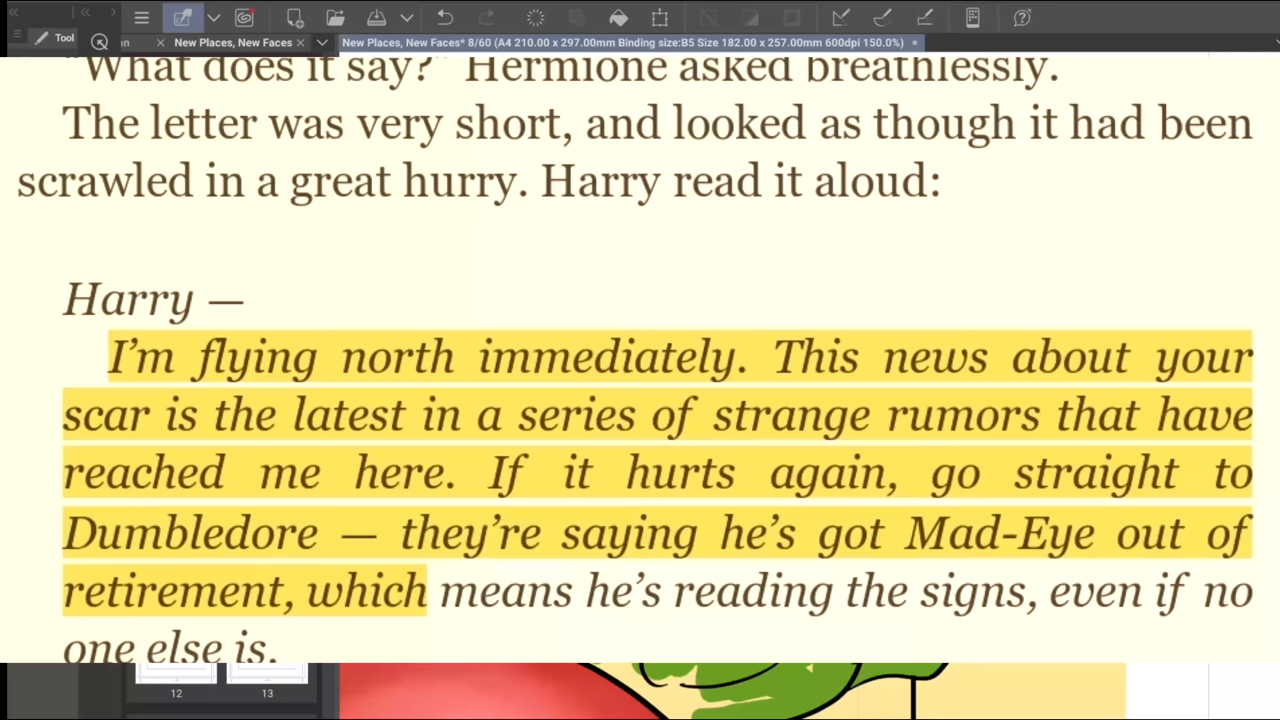 Tool
on
New Places, New Faces
New Places, New Faces* 8/60 (A4 210.00 x 297.00mm Binding size:B5 Size 182.00 x 257.00mm 600dpi 150.0%)
"What does it say?" Hermione asked breathlessly.
The letter was very short, and looked as though it had been
scrawled in a great hurry. Harry read it aloud:
Harry —
I’m flying north immediately. This news about your
scar is the latest in a series of strange rumors that have
reached me here. If it hurts again, go straight to
Dumbledore — they’re saying he’s got Mad-Eye out of
retirement, which means he’s reading the signs, even if no
one else is.
12
13